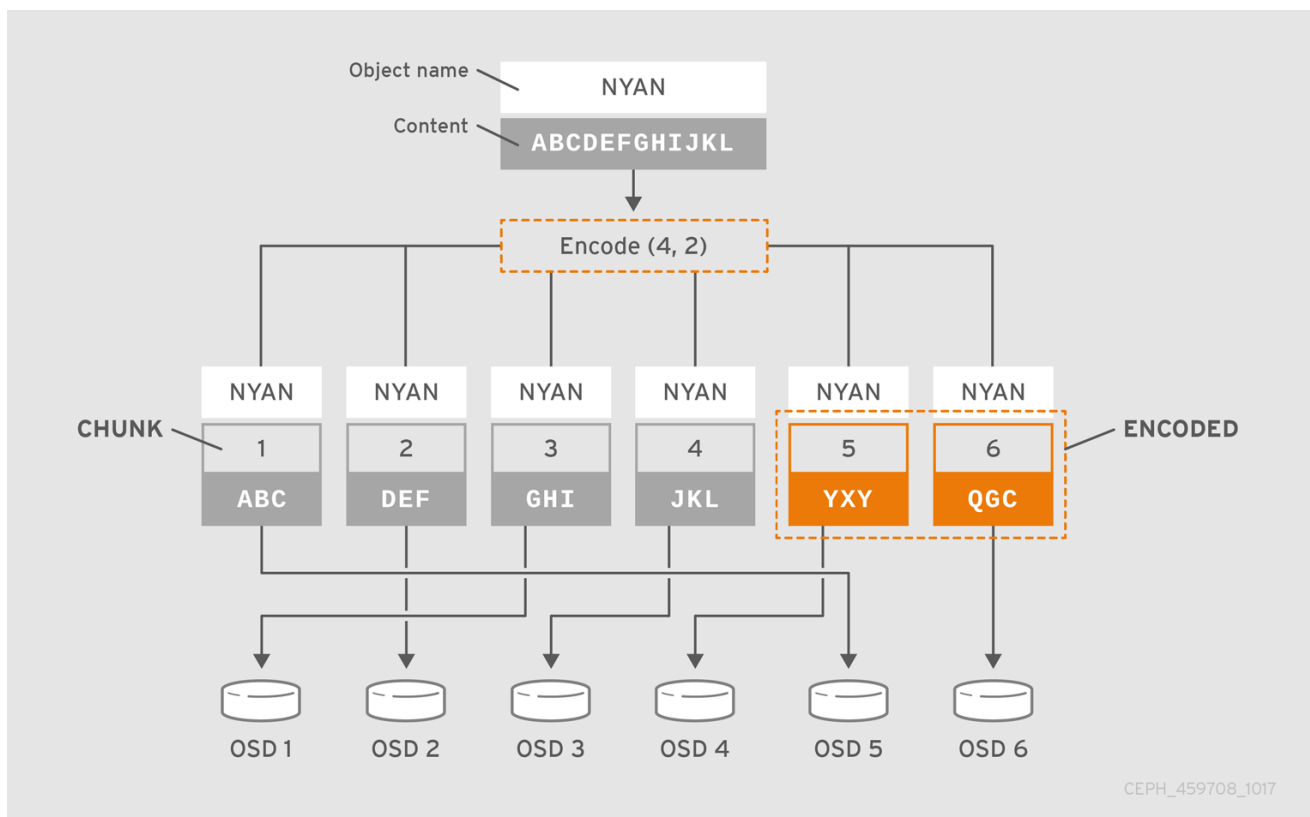 Object name
NYAN
Content
ABCDEFGHIJKL
Encode (4, 2)
NYAN NYAN NYAN NYAN NYAN NYAN
CHUNK
1 2 3 4 5 6
ENCODED
ABC DEF GHI JKL YXY QGC
OSD 1 OSD 2 OSD 3 OSD 4 OSD 5 OSD 6
CEPH_459708_1017